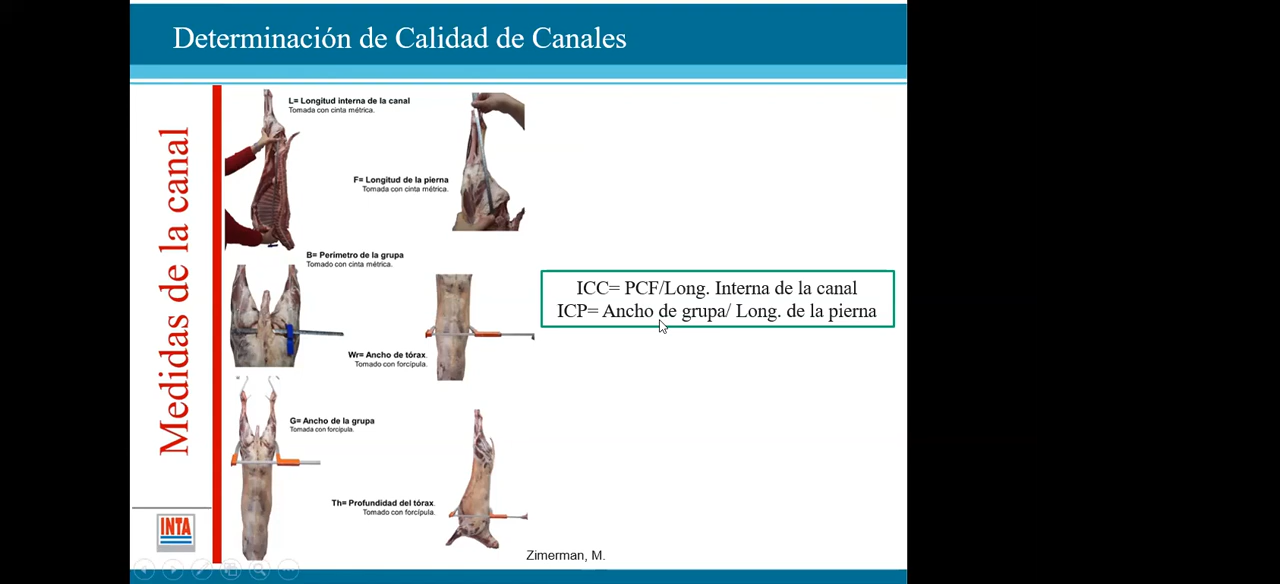 Determinación de Calidad de Canales
Medidas de la canal
L= Longitud interna de la canal
Tomada con cinta métrica.
F= Longitud de la pierna
Tomada con cinta métrica.
B= Perímetro de la grupa
Tomado con cinta métrica.
Wr= Ancho de tórax.
Tomado con forcípula.
G= Ancho de la grupa
Tomada con forcípula.
Th= Profundidad del tórax.
Tomado con forcípula.
ICC= PCF/Long. Interna de la canal
ICP= Ancho de grupa/ Long. de la pierna
INTA
Zimerman, M.